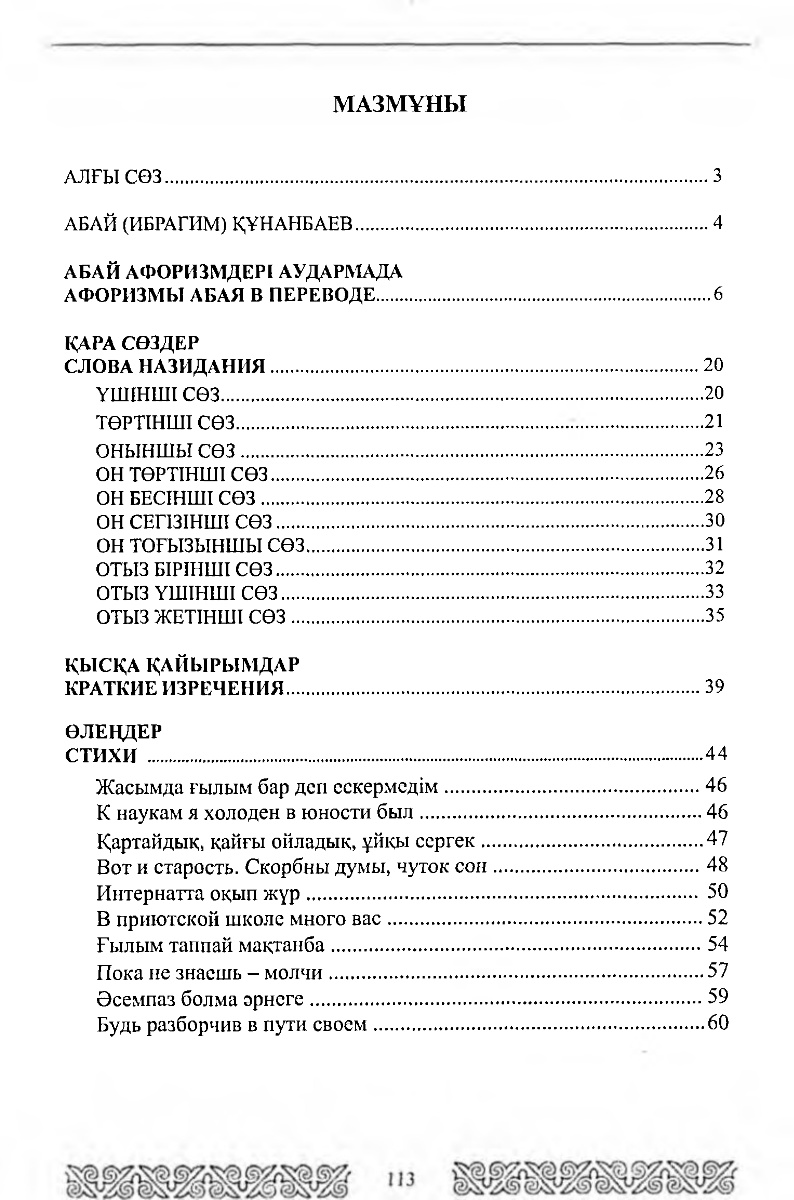 МАЗМҰНЫ
АЛҒЫ СӨЗ........3
АБАЙ (ИБРАГИМ) ҚҰНАНБАЕВ........4
АБАЙ АФОРИЗМДЕРІ АУДАРМАДА
АФОРИЗМЫ АБАЯ В ПЕРЕВОДЕ........6
ҚАРА СӨЗДЕР
СЛОВА НАЗИДАНИЯ........20
ҮШІНШІ СӨЗ........20
ТӨРТІНШІ СӨЗ........21
ОНЫНШЫ СӨЗ........23
ОН ТӨРТІНШІ СӨЗ........26
ОН БЕСІНШІ СӨЗ........28
ОН СЕГІЗІНШІ СӨЗ........30
ОН ТОҒЫЗЫНШЫ СӨЗ........31
ОТЫЗ БІРІНШІ СӨЗ........32
ОТЫЗ ҮШІНШІ СӨЗ........33
ОТЫЗ ЖЕТІНШІ СӨЗ........35
ҚЫСҚА ҚАЙЫРЫМДАР
КРАТКИЕ ИЗРЕЧЕНИЯ........39
ӨЛЕҢДЕР
СТИХИ........44
Жасымда ғылым бар деп ескермедім........46
К наукам я холоден в юности был........46
Қартайдық, қайғы ойладық, ұйқы сергек........47
Вот и старость. Скорбны думы, чуток сон........48
Интернатта оқып жүр........50
В приютской школе много вас........52
Ғылым таппай мақтанба........54
Пока не знаешь – молчи........57
Әсемпаз болма әрнеге........59
Будь разборчив в пути своем........60
113